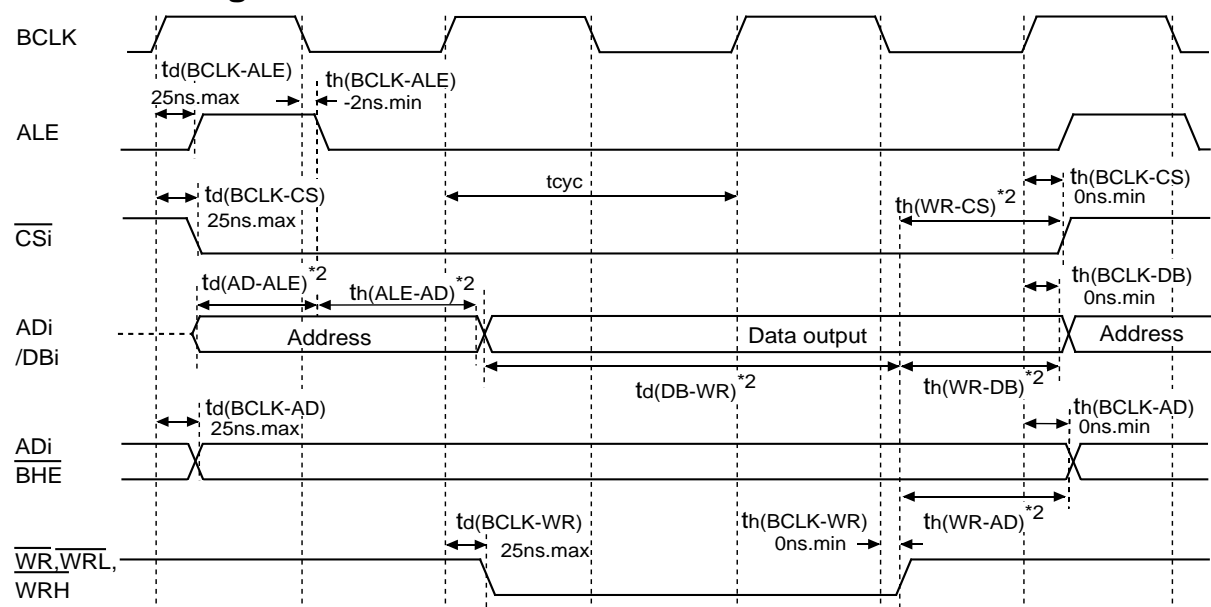 BCLK
td(BCLK-ALE)
25ns.max
th(BCLK-ALE)
-2ns.min
ALE
td(BCLK-CS)
25ns.max
tcyc
th(BCLK-CS)
0ns.min
th(WR-CS)*2
CSi
td(AD-ALE)*2
th(ALE-AD)*2
th(BCLK-DB)
0ns.min
ADi
/DBi
Address
Data output
Address
td(DB-WR)*2
th(WR-DB)*2
td(BCLK-AD)
25ns.max
th(BCLK-AD)
0ns.min
ADi
BHE
td(BCLK-WR)
25ns.max
th(BCLK-WR)
0ns.min
th(WR-AD)*2
WR,WRL,
WRH